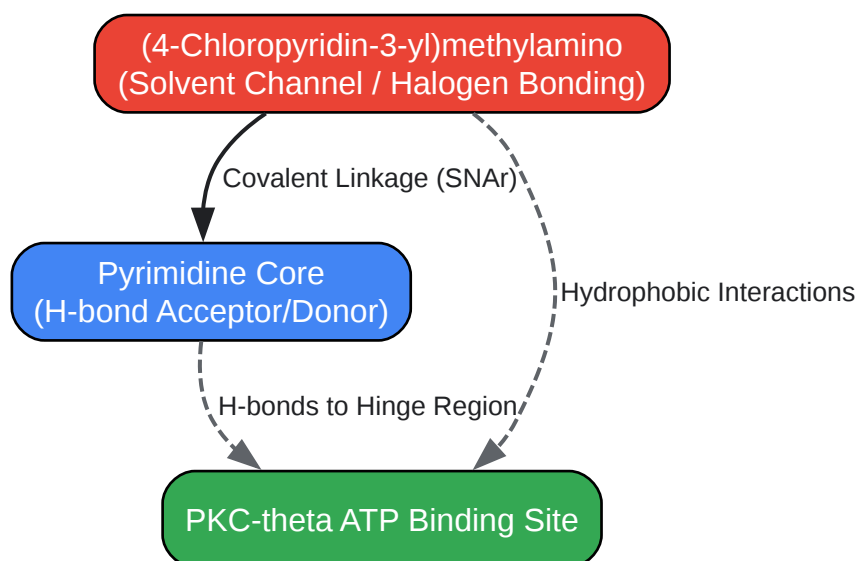 (4-Chloropyridin-3-yl)methylamino
(Solvent Channel / Halogen Bonding)
Covalent Linkage (SNAr)
Pyrimidine Core
(H-bond Acceptor/Donor)
Hydrophobic Interactions
H-bonds to Hinge Region
PKC-theta ATP Binding Site